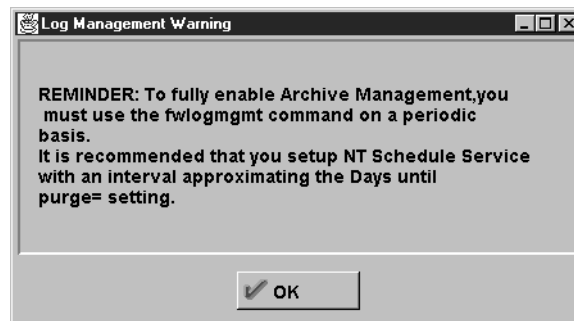 Log Management Warning
REMINDER: To fully enable Archive Management,you
must use the fwlogmgmt command on a periodic
basis.
It is recommended that you setup NT Schedule Service
with an interval approximating the Days until
purge= setting.
OK